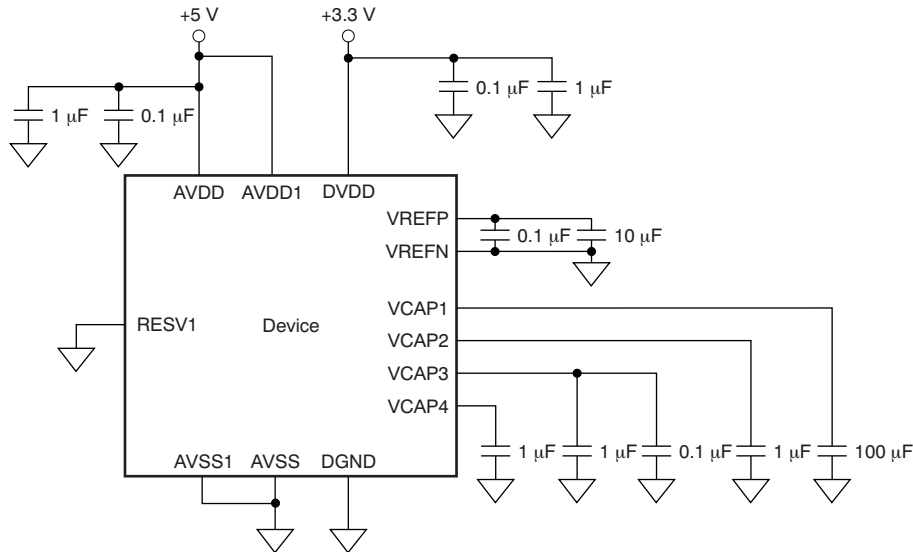 +5 V
+3.3 V
1 μF
0.1 μF
0.1 μF
1 μF
AVDD
AVDD1
DVDD
VREFP
0.1 μF
10 μF
VREFN
RESV1
Device
VCAP1
VCAP2
VCAP3
VCAP4
1 μF
1 μF
0.1 μF
1 μF
100 μF
AVSS1
AVSS
DGND